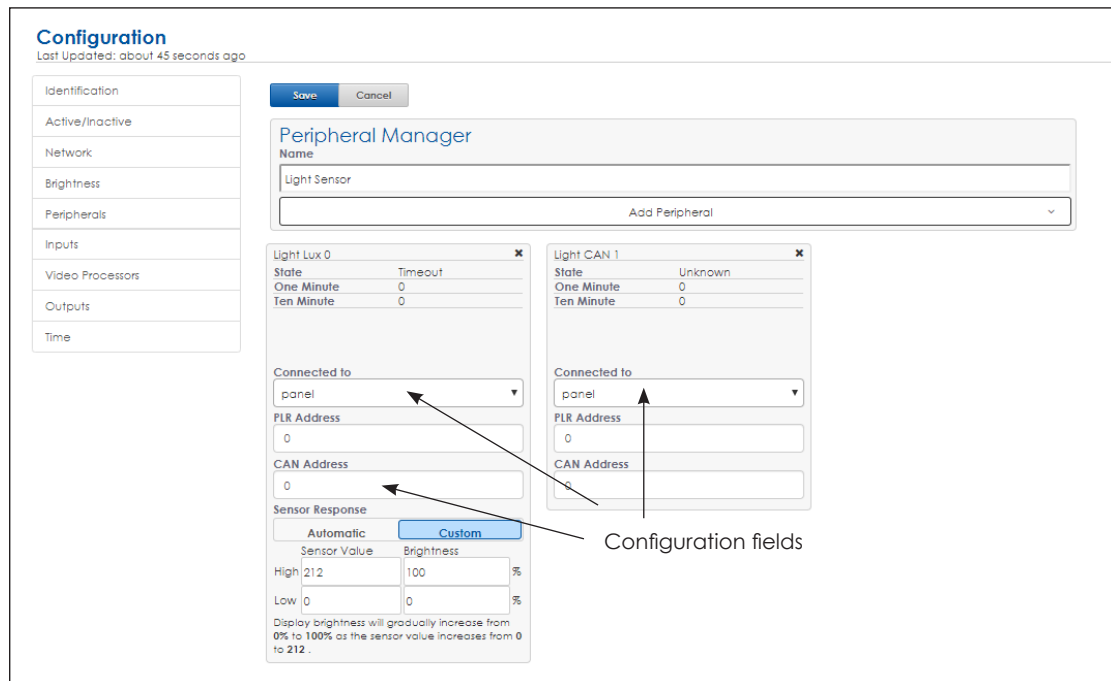 Configuration
Last Updated: about 45 seconds ago
Identification
Active/Inactive
Network
Brightness
Peripherals
Inputs
Video Processors
Outputs
Time
Save Cancel
Peripheral Manager
Name
Light Sensor
Add Peripheral
Light Lux 0
State Timeout
One Minute 0
Ten Minute 0
Connected to
panel
PLR Address
0
CAN Address
0
Sensor Response
Automatic Custom
Sensor Value Brightness
High 212 100 %
Low 0 0 %
Display brightness will gradually increase from
0% to 100% as the sensor value increases from 0
to 212 .
Light CAN 1
State Unknown
One Minute 0
Ten Minute 0
Connected to
panel
PLR Address
0
CAN Address
0
Configuration fields